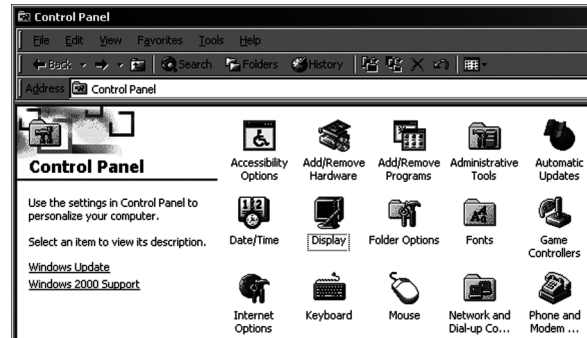 Control Panel
File Edit View Favorites Tools Help
Back Search Folders History
Address Control Panel
Control Panel
Use the settings in Control Panel to
personalize your computer.
Select an item to view its description.
Windows Update
Windows 2000 Support
Accessibility Options
Add/Remove Hardware
Add/Remove Programs
Administrative Tools
Automatic Updates
Date/Time
Display
Folder Options
Fonts
Game Controllers
Internet Options
Keyboard
Mouse
Network and Dial-up Co...
Phone and Modem ...